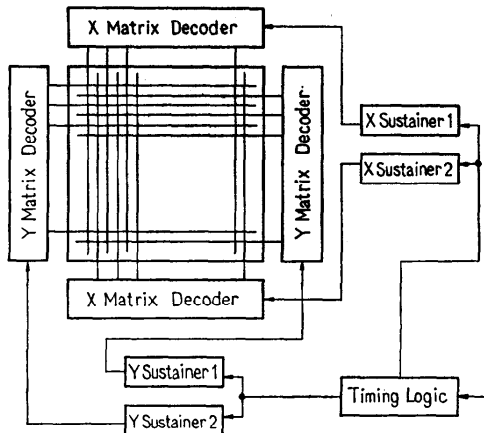 X Matrix Decoder
Y Matrix Decoder
Y Matrix Decoder
X Sustainer 1
X Sustainer 2
X Matrix Decoder
Y Sustainer 1
Timing Logic
Y Sustainer 2